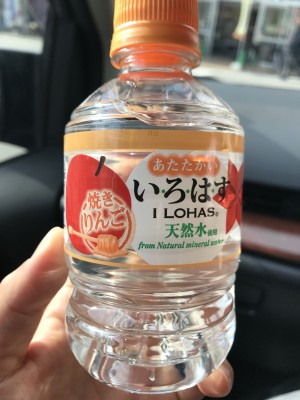 あたたかい
い・ろ・は・す
I LOHAS®
天然水使用
from Natural mineral water
焼き
りんご